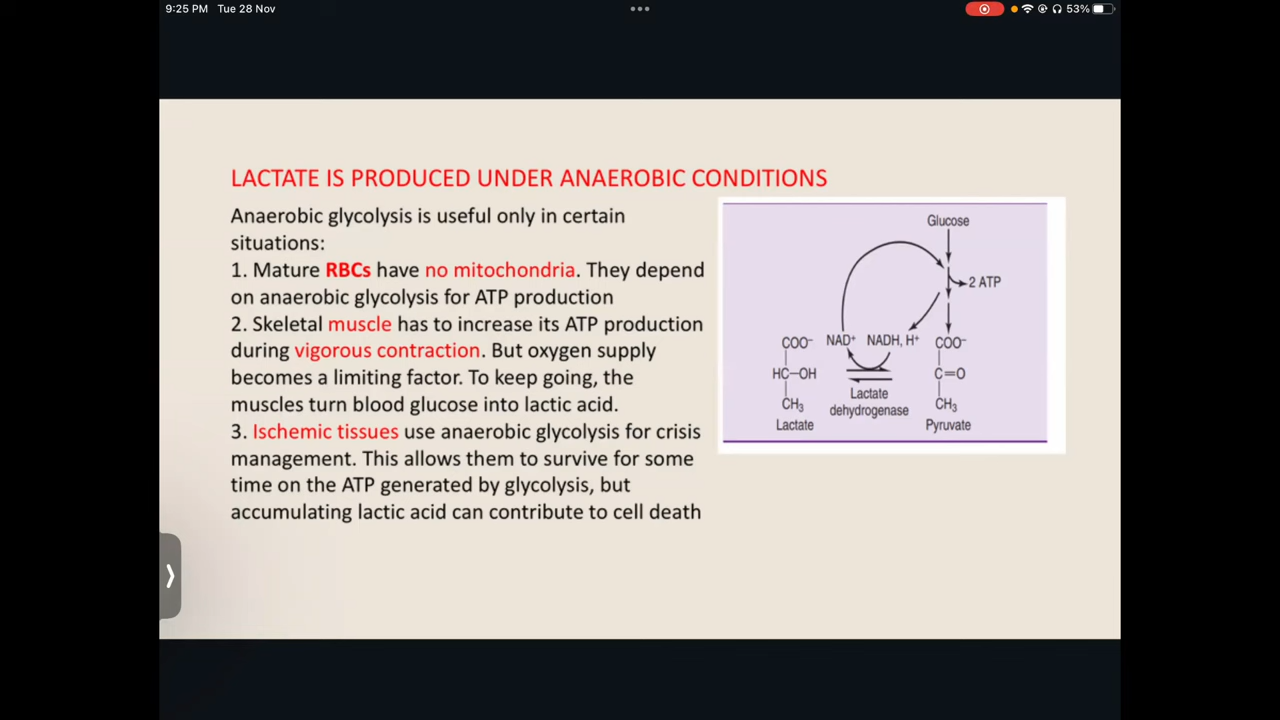 9:25 PM Tue 28 Nov
53%
LACTATE IS PRODUCED UNDER ANAEROBIC CONDITIONS
Anaerobic glycolysis is useful only in certain
situations:
1. Mature RBCs have no mitochondria. They depend
on anaerobic glycolysis for ATP production
2. Skeletal muscle has to increase its ATP production
during vigorous contraction. But oxygen supply
becomes a limiting factor. To keep going, the
muscles turn blood glucose into lactic acid.
3. Ischemic tissues use anaerobic glycolysis for crisis
management. This allows them to survive for some
time on the ATP generated by glycolysis, but
accumulating lactic acid can contribute to cell death
Glucose
2 ATP
COO⁻ NAD⁺ NADH, H⁺ COO⁻
HC—OH C=O
Lactate
dehydrogenase
CH₃ CH₃
Lactate Pyruvate